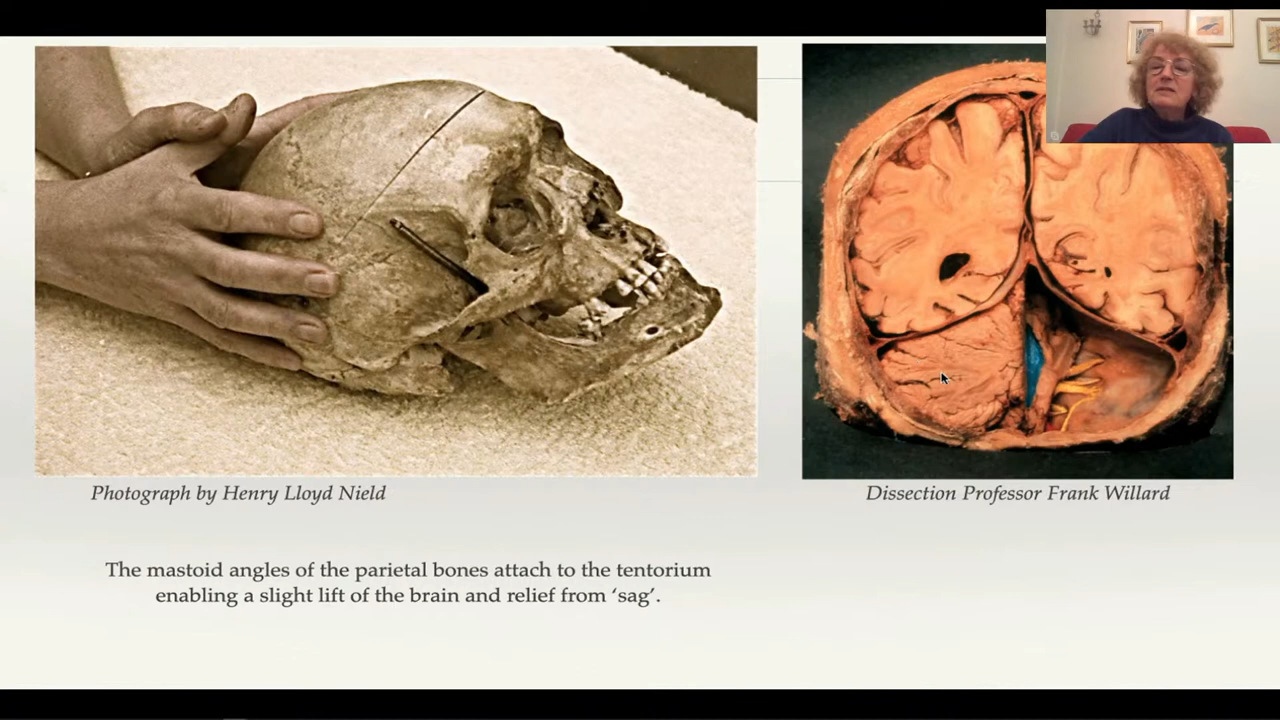 Photograph by Henry Lloyd Nield
Dissection Professor Frank Willard
The mastoid angles of the parietal bones attach to the tentorium
enabling a slight lift of the brain and relief from ‘sag’.